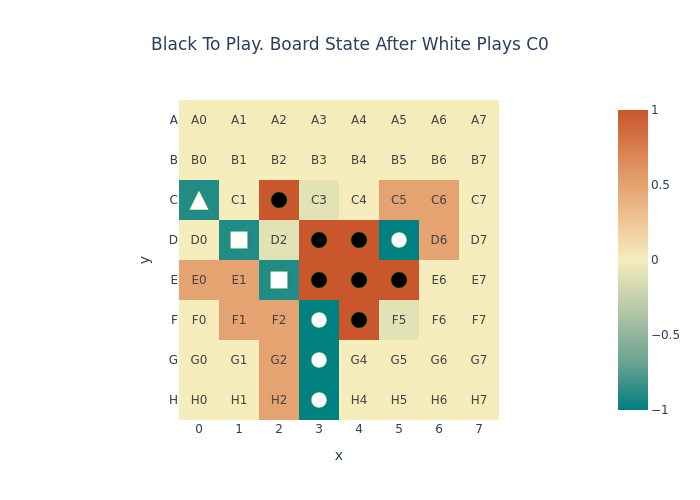 Black To Play. Board State After White Plays C0
A A0 A1 A2 A3 A4 A5 A6 A7
B B0 B1 B2 B3 B4 B5 B6 B7
C C1 C3 C4 C5 C6 C7
D D0 D2 D6 D7
E E0 E1 E6 E7
F F0 F1 F2 F5 F6 F7
G G0 G1 G2 G4 G5 G6 G7
H H0 H1 H2 H4 H5 H6 H7
0 1 2 3 4 5 6 7
x
y
1
0.5
0
−0.5
−1